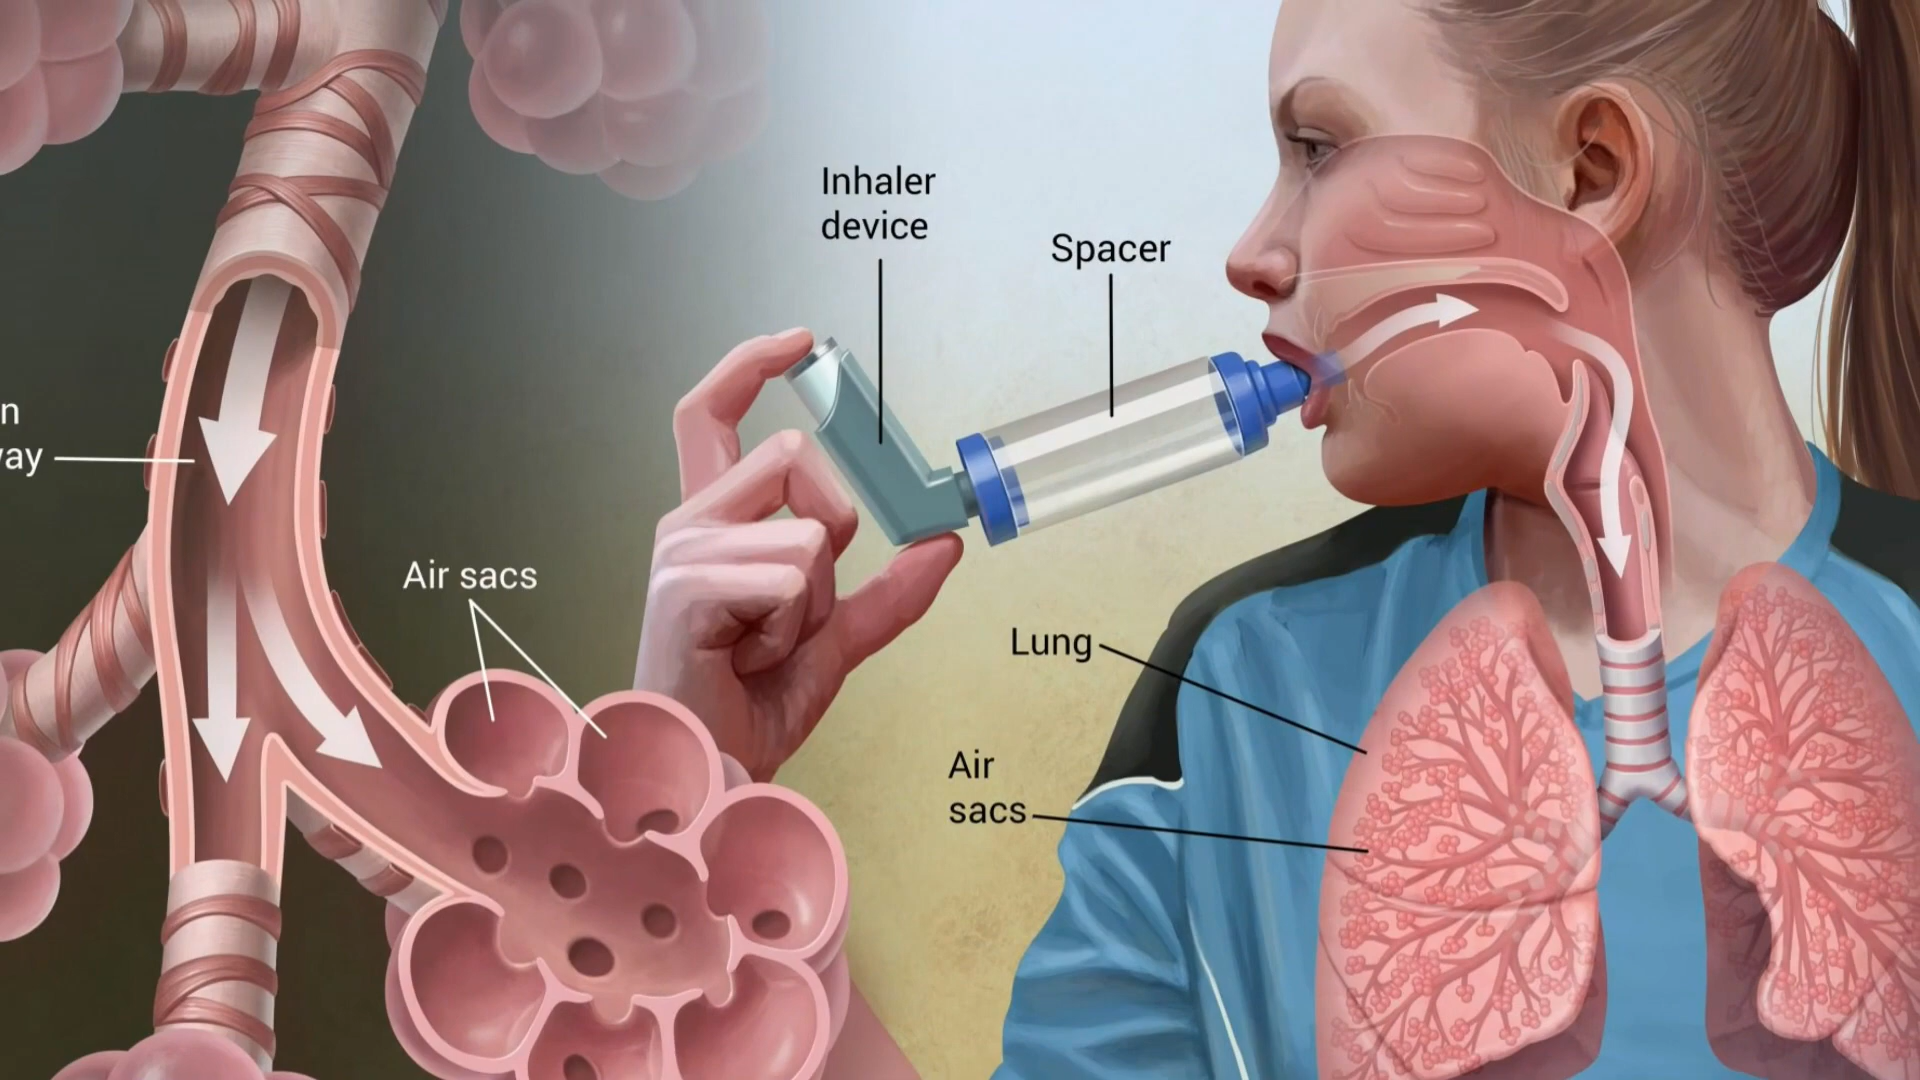 Inhaler
device
Spacer
Air sacs
Lung
Air
sacs